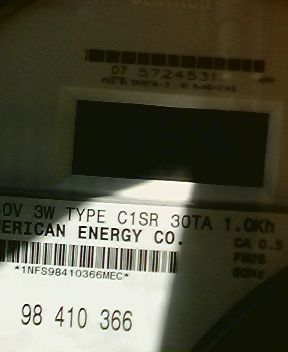 07 5724531
0V 3W TYPE C1SR 30TA 1.0Kh
ERICAN ENERGY CO.
CA 0.5
FM2S
60Hz
*1NFS98410366MEC*
98 410 366